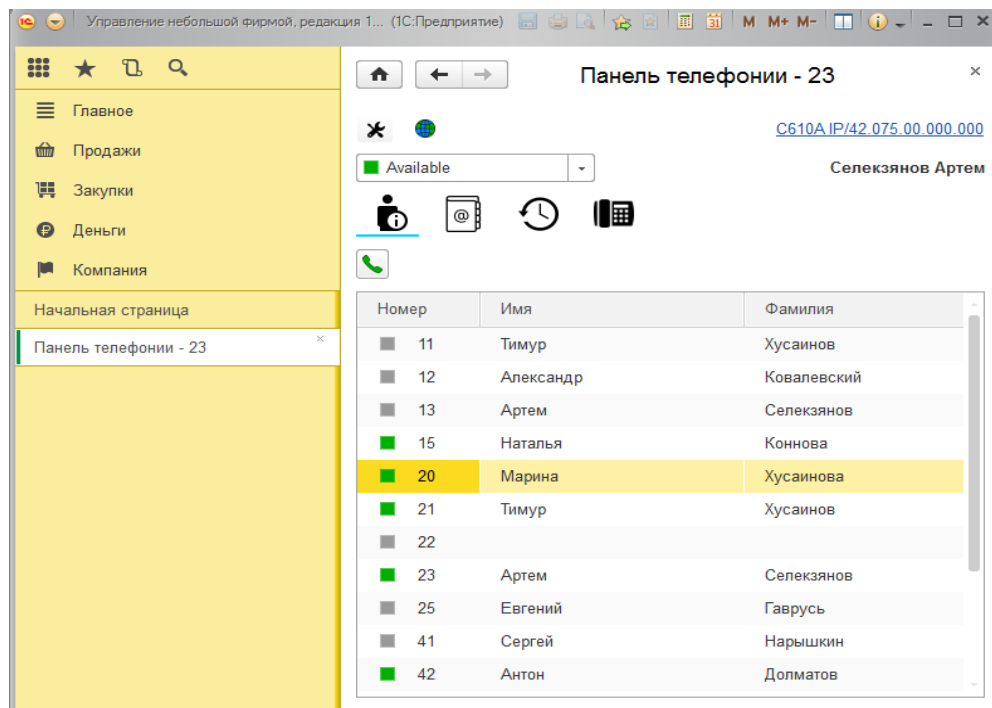 Управление небольшой фирмой, редакция 1... (1С:Предприятие) 31 M M+ M-
Панель телефонии - 23
Главное
Продажи
Закупки
Деньги
Компания
Начальная страница
Панель телефонии - 23
C610A IP/42.075.00.000.000
Available
Селекзянов Артем
Номер Имя Фамилия
11 Тимур Хусаинов
12 Александр Ковалевский
13 Артем Селекзянов
15 Наталья Коннова
20 Марина Хусаинова
21 Тимур Хусаинов
22
23 Артем Селекзянов
25 Евгений Гаврусь
41 Сергей Нарышкин
42 Антон Долматов